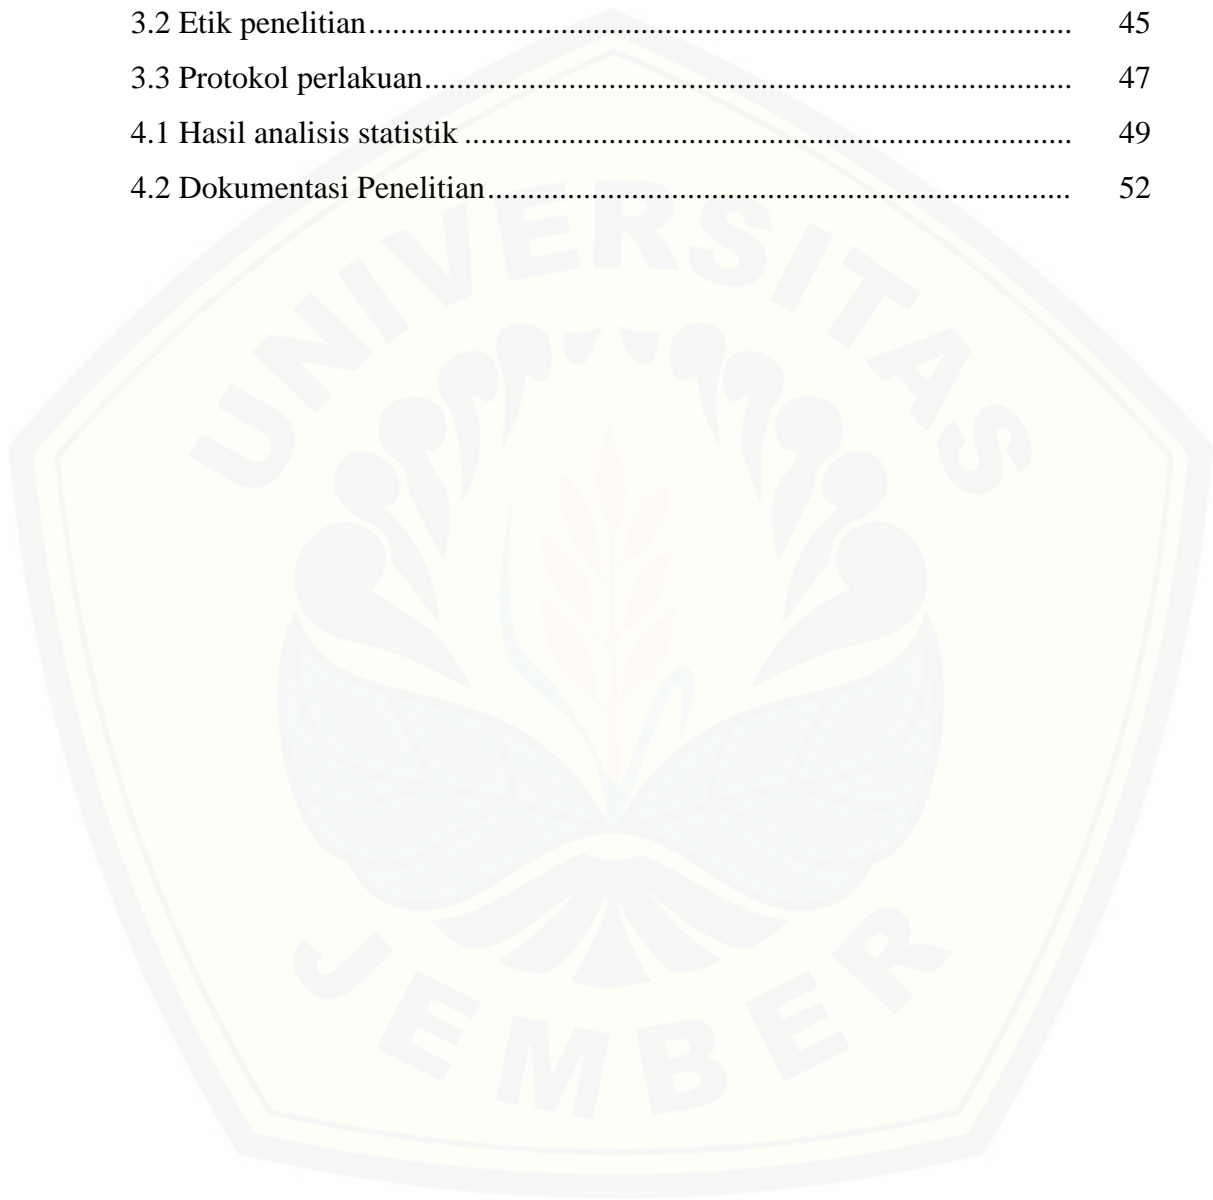 3.2 Etik penelitian........................................................................................ 45
3.3 Protokol perlakuan................................................................................. 47
4.1 Hasil analisis statistik ............................................................................ 49
4.2 Dokumentasi Penelitian......................................................................... 52
UNIVERSITAS
JEMBER